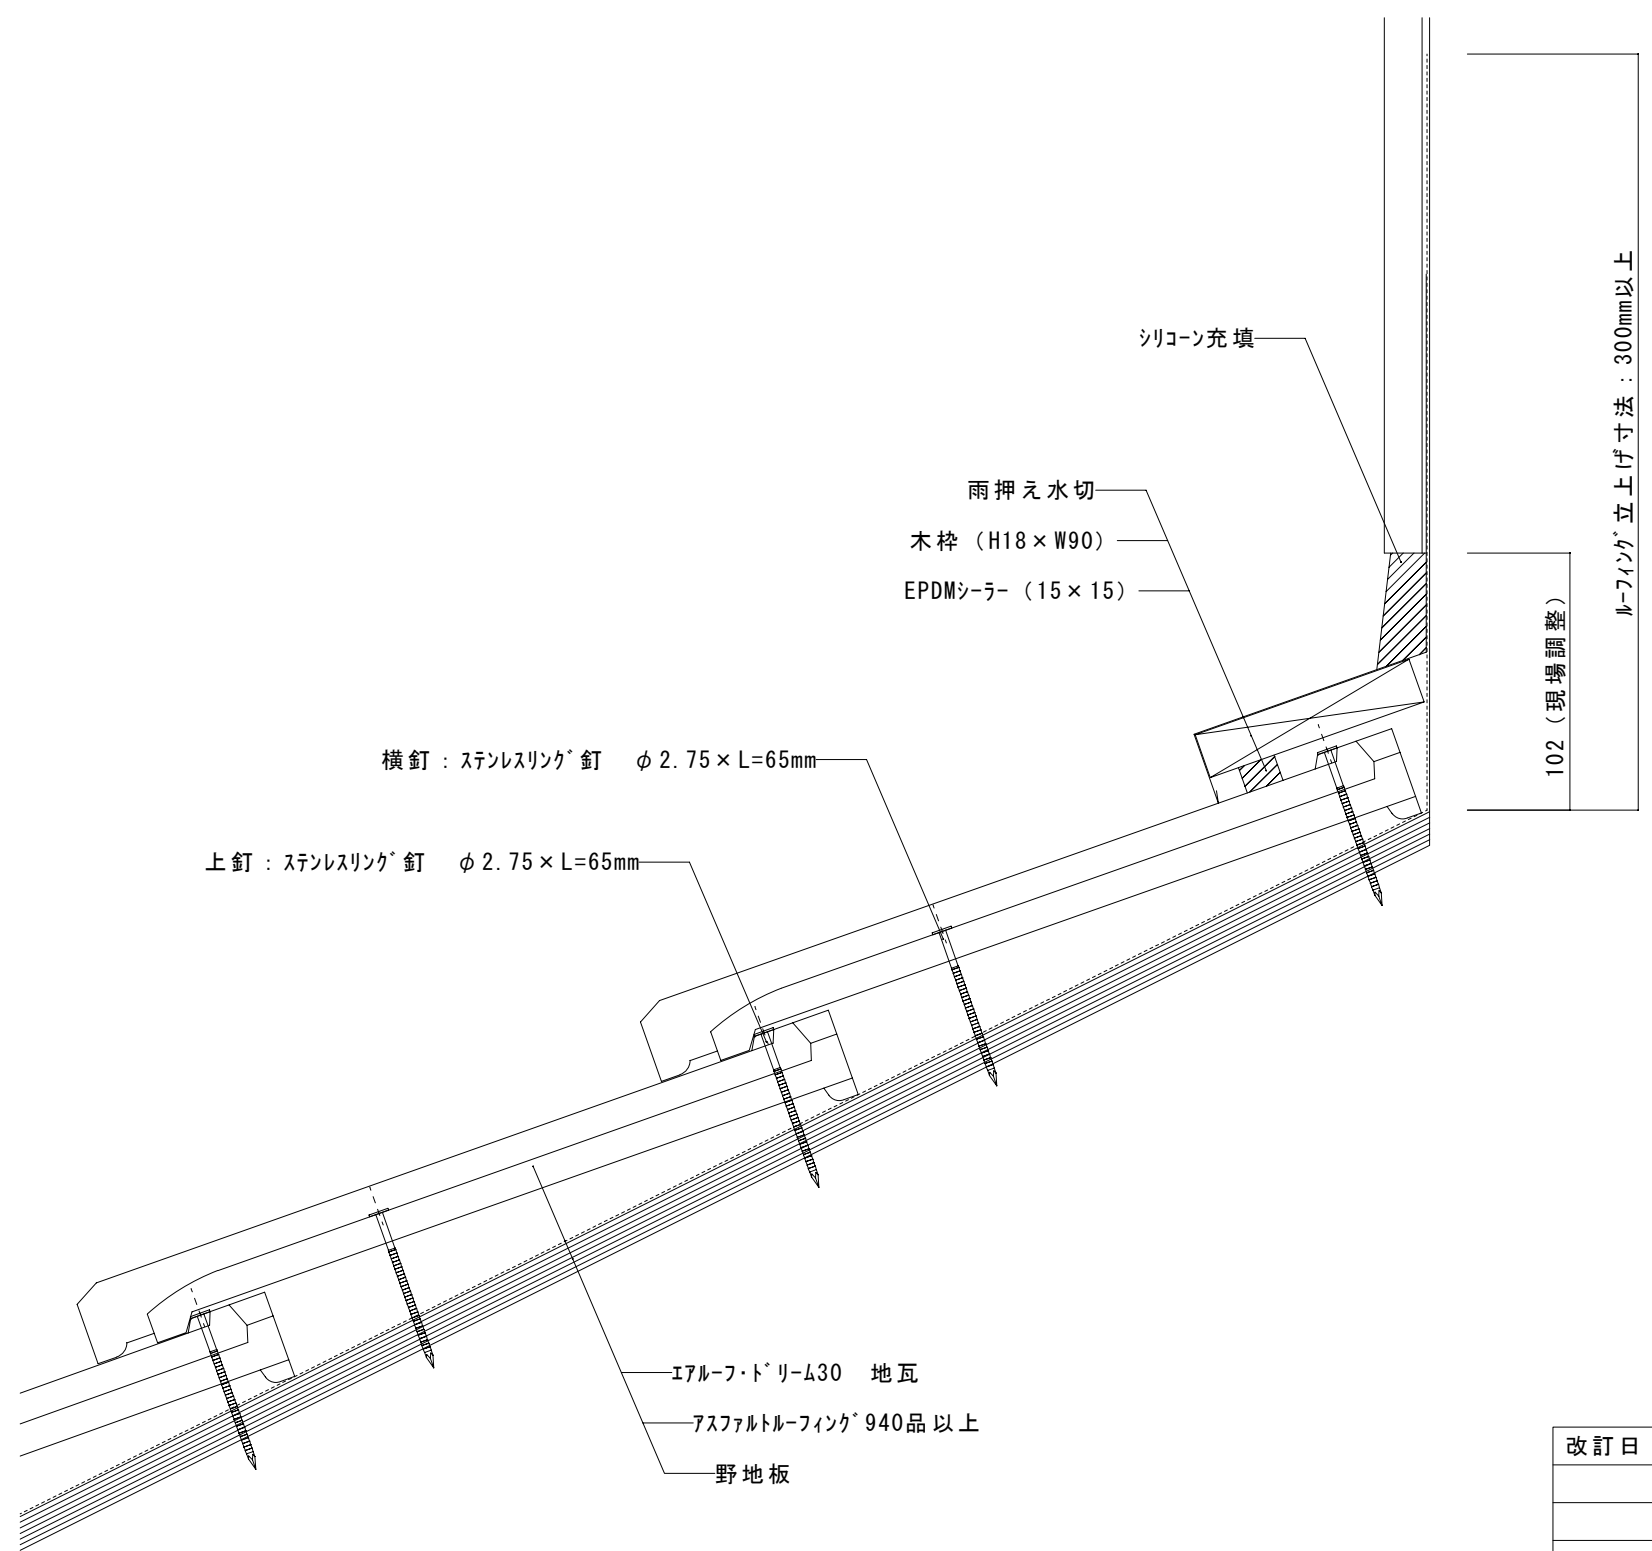 シリコーン充填
雨押え水切
木枠（H18×W90）
EPDMシーラー（15×15）
横釘：ステンレスリング釘　φ2.75×L=65mm
上釘：ステンレスリング釘　φ2.75×L=65mm
102（現場調整）
ルーフィング立上げ寸法：300mm以上
エアルーフ・ドリーム30　地瓦
アスファルトルーフィング940品以上
野地板
改訂日